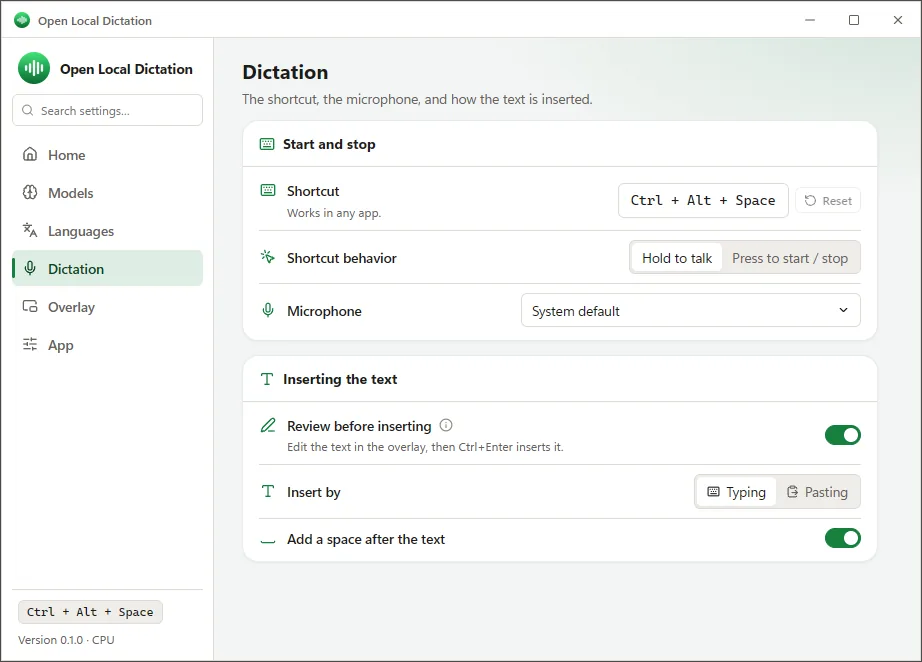 Open Local Dictation
Open Local Dictation
Search settings...
Home
Models
Languages
Dictation
Overlay
App
Ctrl + Alt + Space
Version 0.1.0 · CPU
Dictation
The shortcut, the microphone, and how the text is inserted.
Start and stop
Shortcut
Works in any app.
Ctrl + Alt + Space
Reset
Shortcut behavior
Hold to talk
Press to start / stop
Microphone
System default
Inserting the text
Review before inserting
Edit the text in the overlay, then Ctrl+Enter inserts it.
Insert by
Typing
Pasting
Add a space after the text